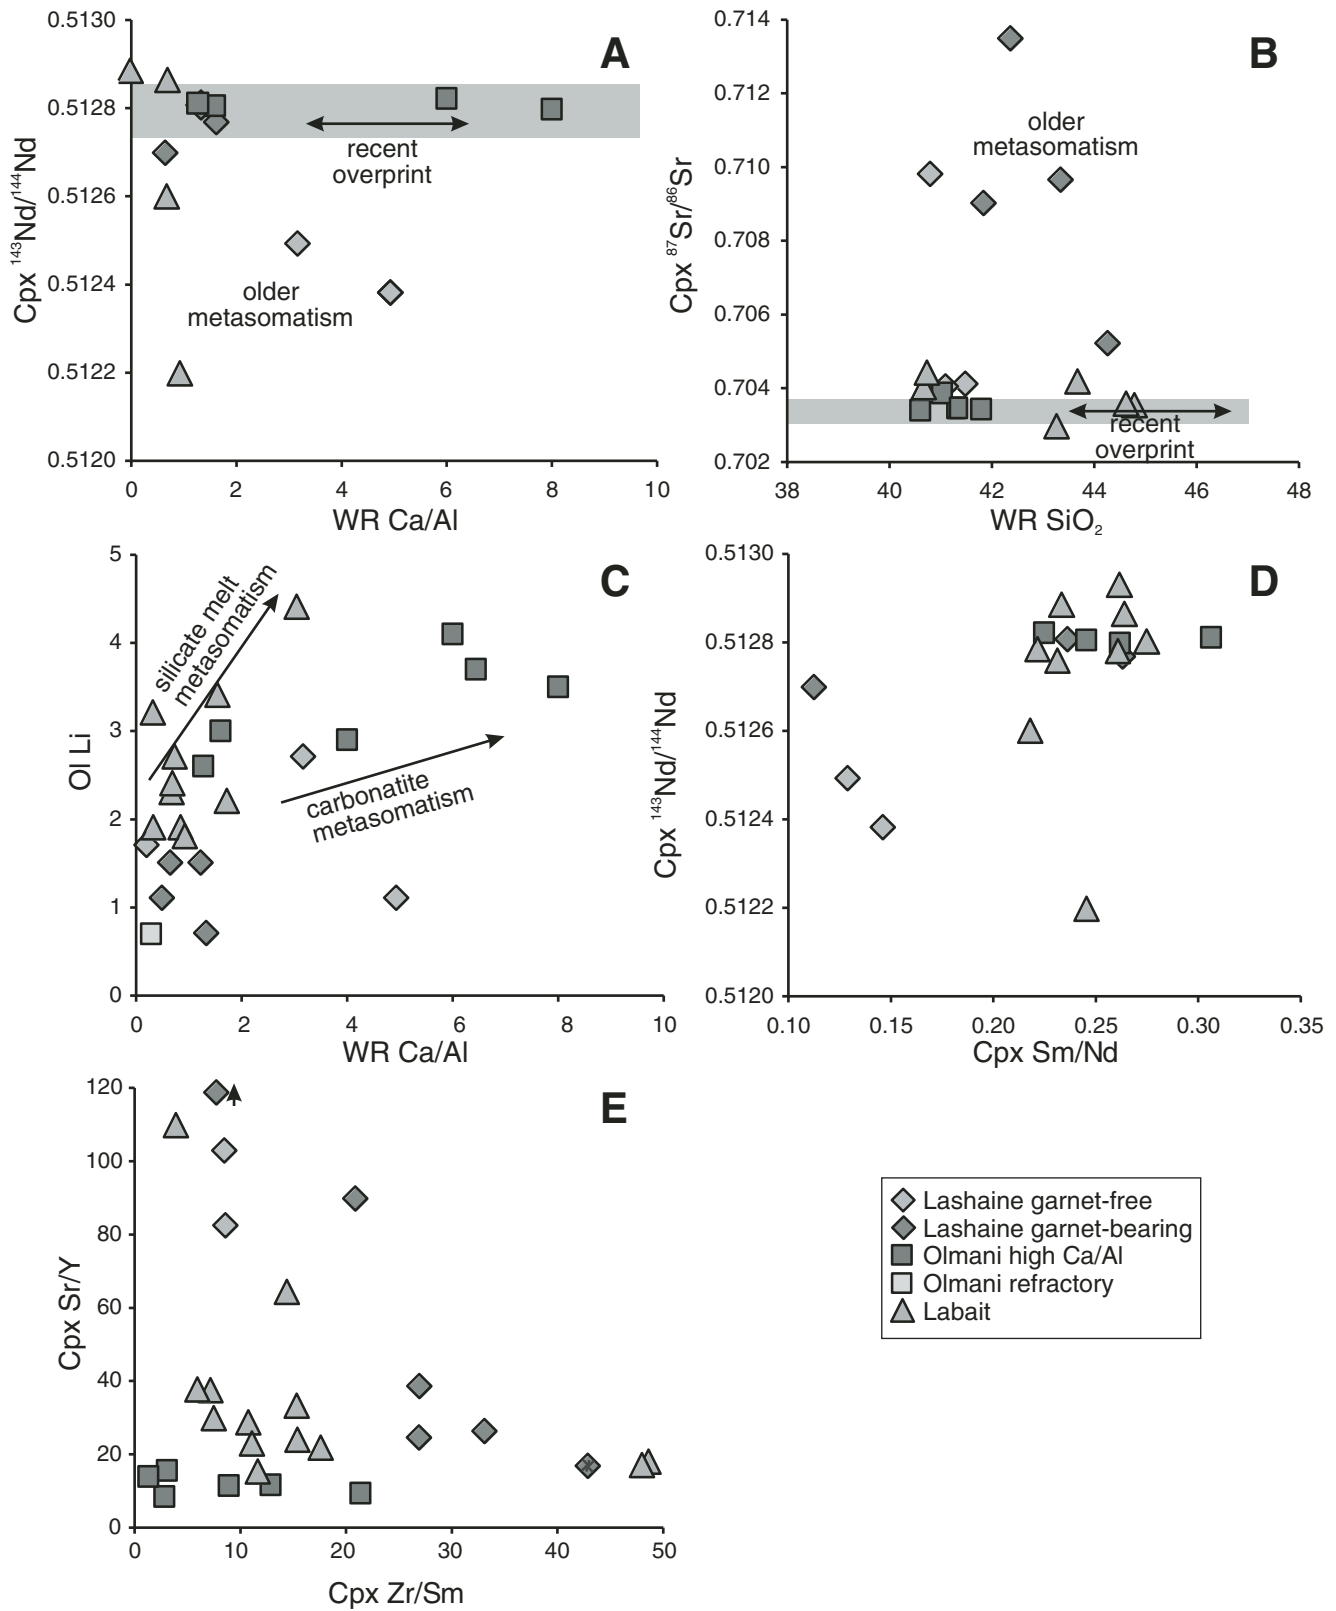 A
0.5130
0.5128
0.5126
0.5124
0.5122
0.5120
Cpx 143Nd/144Nd
recent
overprint
older
metasomatism
0 2 4 6 8 10
WR Ca/Al
B
0.714
0.712
0.710
0.708
0.706
0.704
0.702
Cpx 87Sr/86Sr
older
metasomatism
recent
overprint
38 40 42 44 46 48
WR SiO2
C
5
4
3
2
1
0
Ol Li
silicate melt
metasomatism
carbonatite
metasomatism
0 2 4 6 8 10
WR Ca/Al
D
0.5130
0.5128
0.5126
0.5124
0.5122
0.5120
Cpx 143Nd/144Nd
0.10 0.15 0.20 0.25 0.30 0.35
Cpx Sm/Nd
E
120
100
80
60
40
20
0
Cpx Sr/Y
0 10 20 30 40 50
Cpx Zr/Sm
Lashaine garnet-free
Lashaine garnet-bearing
Olmani high Ca/Al
Olmani refractory
Labait